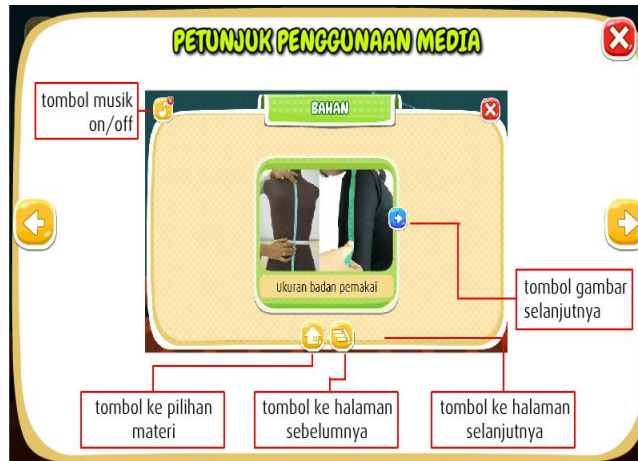 PETUNJUK PENGGUNAAN MEDIA
tombol musik
on/off
BAHAN
Ukuran badan pemakai
tombol gambar
selanjutnya
tombol ke pilihan
materi
tombol ke halaman
sebelumnya
tombol ke halaman
selanjutnya